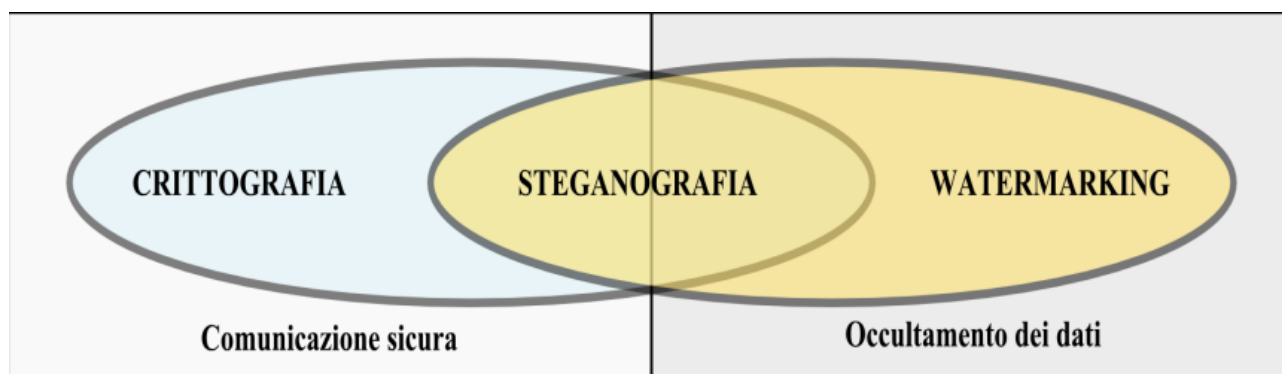 CRITTOGRAFIA STEGANOGRAFIA WATERMARKING
Comunicazione sicura Occultamento dei dati